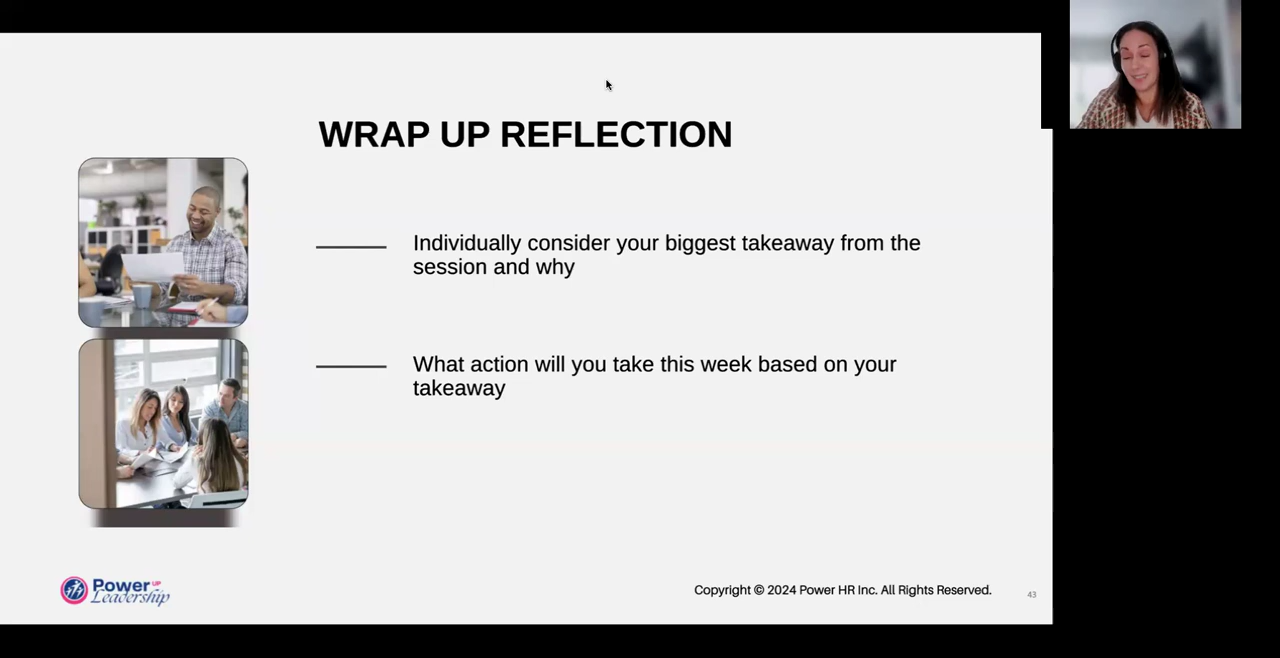 WRAP UP REFLECTION
Individually consider your biggest takeaway from the
session and why
What action will you take this week based on your
takeaway
Power UP
Leadership
Copyright © 2024 Power HR Inc. All Rights Reserved.
43